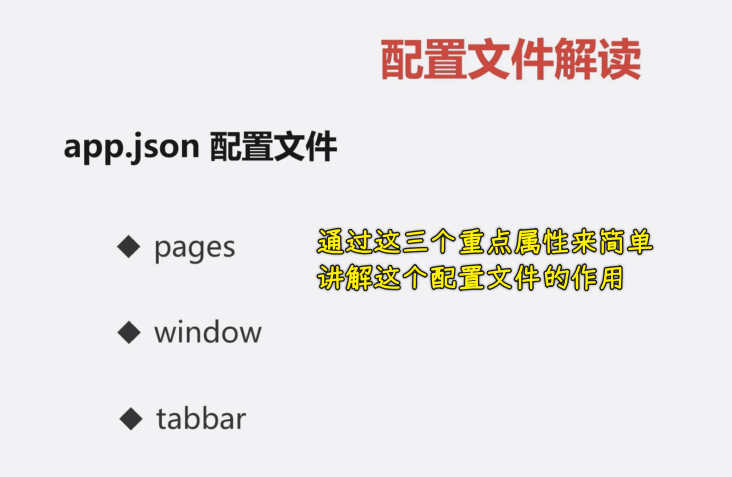 配置文件解读
app.json 配置文件
◆ pages
通过这三个重点属性来简单
讲解这个配置文件的作用
◆ window
◆ tabbar